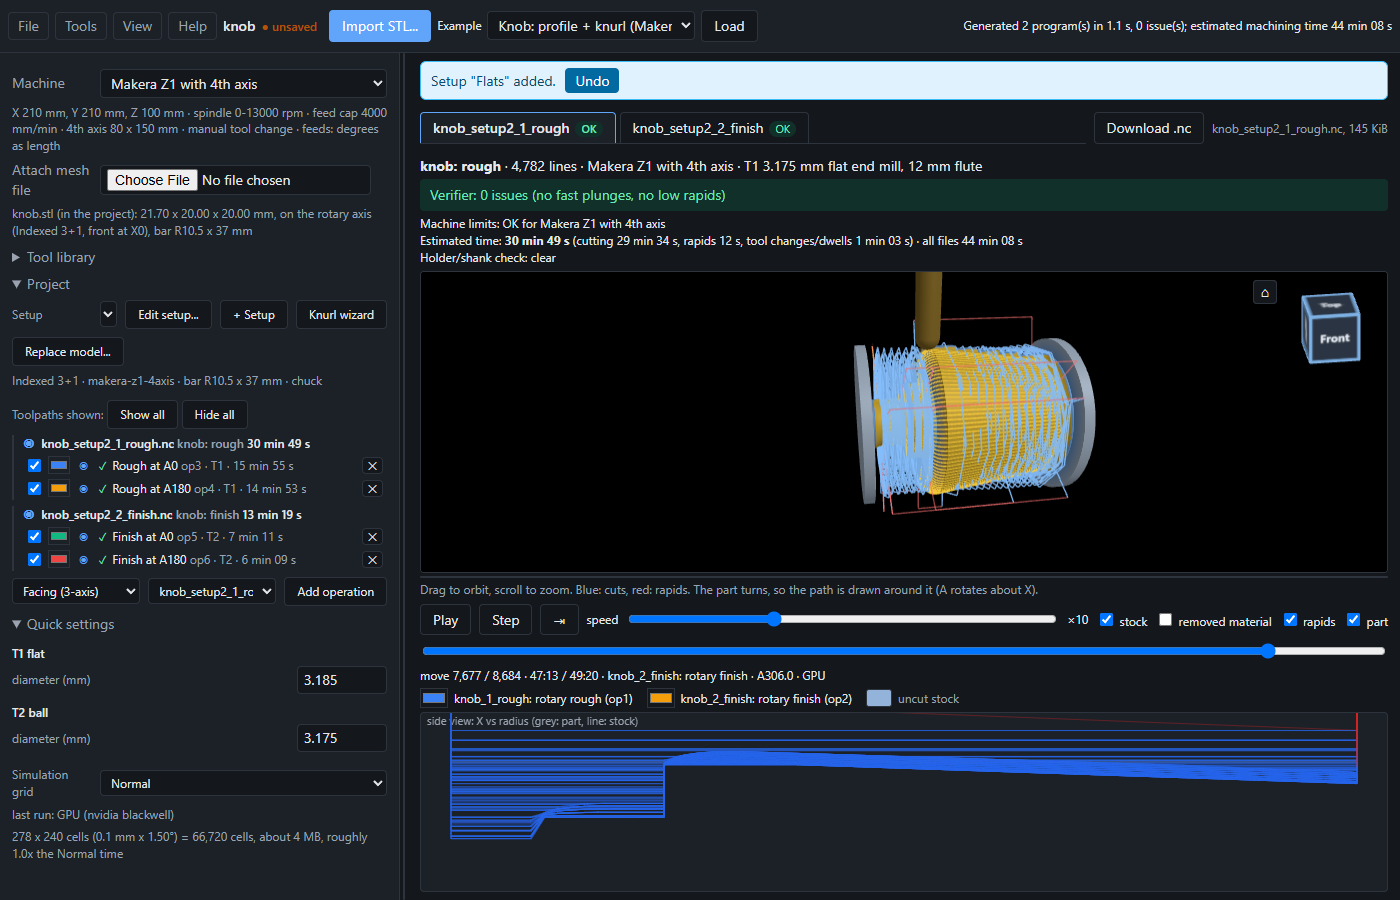 File Tools View Help knob ● unsaved Import STL... Example Knob: profile + knurl (Maker Load Generated 2 program(s) in 1.1 s, 0 issue(s); estimated machining time 44 min 08 s
Machine Makera Z1 with 4th axis
X 210 mm, Y 210 mm, Z 100 mm · spindle 0-13000 rpm · feed cap 4000
mm/min · 4th axis 80 x 150 mm · manual tool change · feeds: degrees
as length
Attach mesh
file
Choose File No file chosen
knob.stl (in the project): 21.70 x 20.00 x 20.00 mm, on the rotary axis
(Indexed 3+1, front at X0), bar R10.5 x 37 mm
Tool library
Project
Setup Edit setup... + Setup Knurl wizard
Replace model...
Indexed 3+1 · makera-z1-4axis · bar R10.5 x 37 mm · chuck
Toolpaths shown: Show all Hide all
knob_setup2_1_rough.nc knob: rough 30 min 49 s
✓ Rough at A0 op3 · T1 · 15 min 55 s ×
✓ Rough at A180 op4 · T1 · 14 min 53 s ×
knob_setup2_2_finish.nc knob: finish 13 min 19 s
✓ Finish at A0 op5 · T2 · 7 min 11 s ×
✓ Finish at A180 op6 · T2 · 6 min 09 s ×
Facing (3-axis) knob_setup2_1_rc Add operation
Quick settings
T1 flat
diameter (mm) 3.185
T2 ball
diameter (mm) 3.175
Simulation
grid
Normal
last run: GPU (nvidia blackwell)
278 x 240 cells (0.1 mm x 1.50°) = 66,720 cells, about 4 MB, roughly
1.0x the Normal time
Setup "Flats" added. Undo
knob_setup2_1_rough OK knob_setup2_2_finish OK Download .nc knob_setup2_1_rough.nc, 145 KiB
knob: rough · 4,782 lines · Makera Z1 with 4th axis · T1 3.175 mm flat end mill, 12 mm flute
Verifier: 0 issues (no fast plunges, no low rapids)
Machine limits: OK for Makera Z1 with 4th axis
Estimated time: 30 min 49 s (cutting 29 min 34 s, rapids 12 s, tool changes/dwells 1 min 03 s) · all files 44 min 08 s
Holder/shank check: clear
Top
Front
Drag to orbit, scroll to zoom. Blue: cuts, red: rapids. The part turns, so the path is drawn around it (A rotates about X).
Play Step ⇥ speed ×10 stock removed material rapids part
move 7,677 / 8,684 · 47:13 / 49:20 · knob_2_finish: rotary finish · A306.0 · GPU
knob_1_rough: rotary rough (op1) knob_2_finish: rotary finish (op2) uncut stock
side view: X vs radius (grey: part, line: stock)